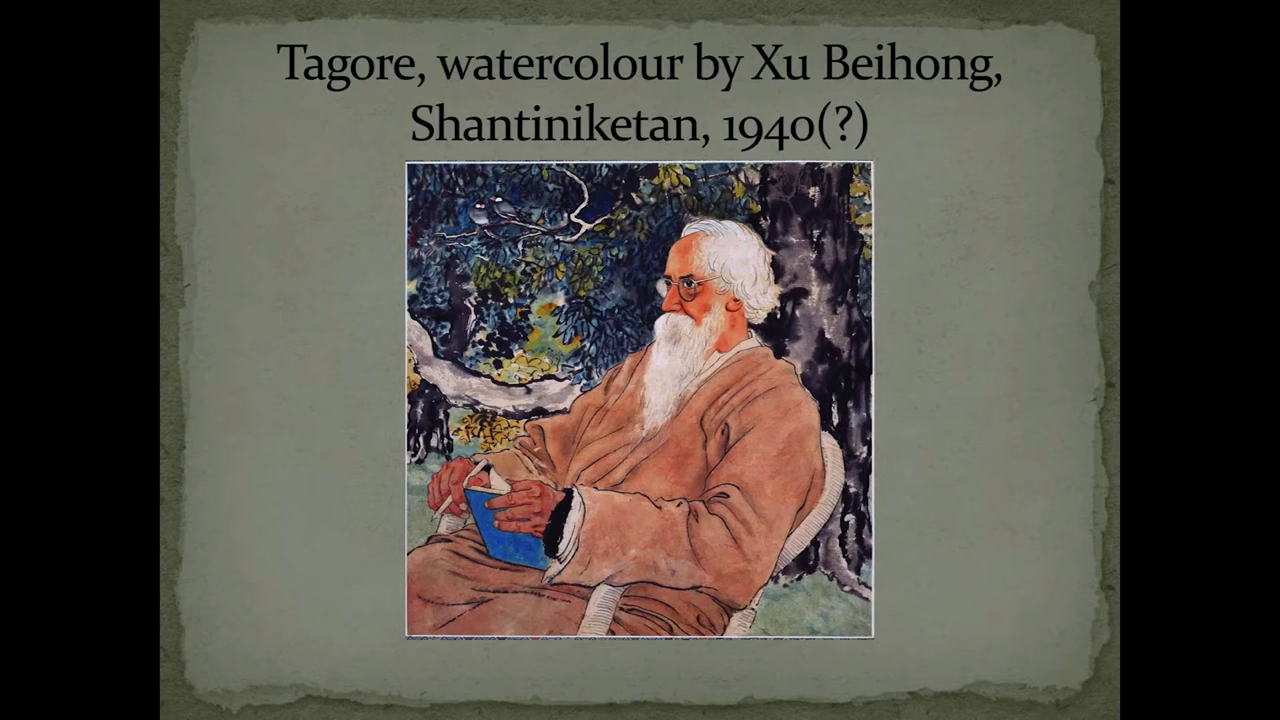 Tagore, watercolour by Xu Beihong,
Shantiniketan, 1940(?)